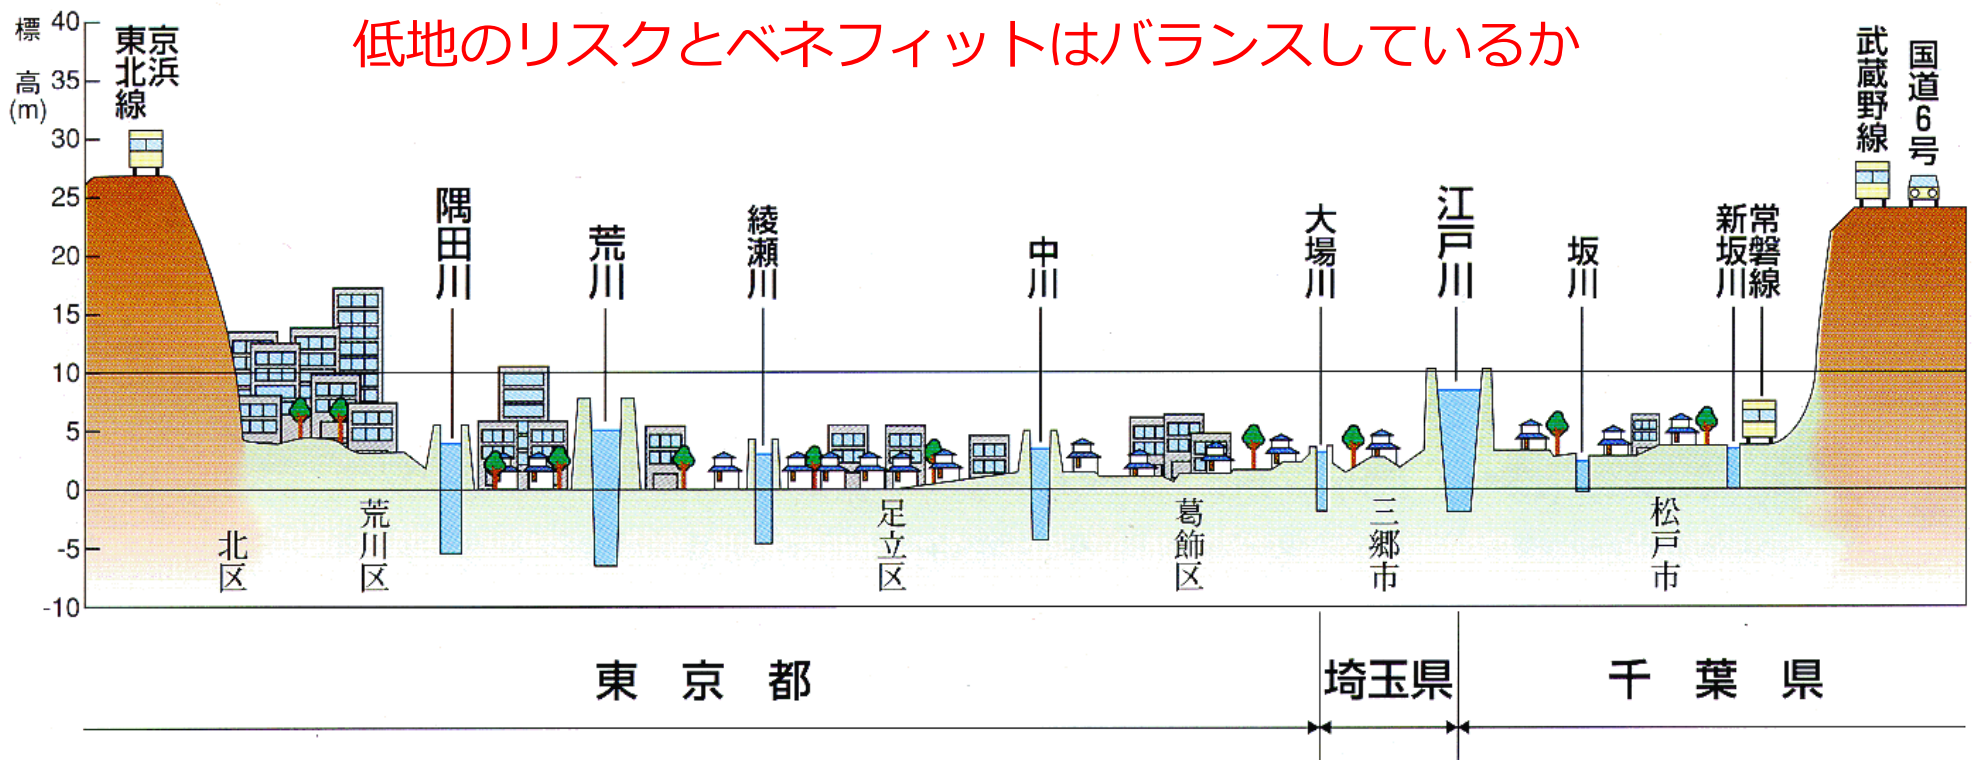 低地のリスクとベネフィットはバランスしているか
標高(m)
40
35
30
25
20
15
10
5
0
-5
-10
京浜東北線
隅田川
荒川
綾瀬川
中川
大場川
江戸川
坂川
新坂川
常磐線
武蔵野線
国道6号
北区
荒川区
足立区
葛飾区
三郷市
松戸市
東京都
埼玉県
千葉県